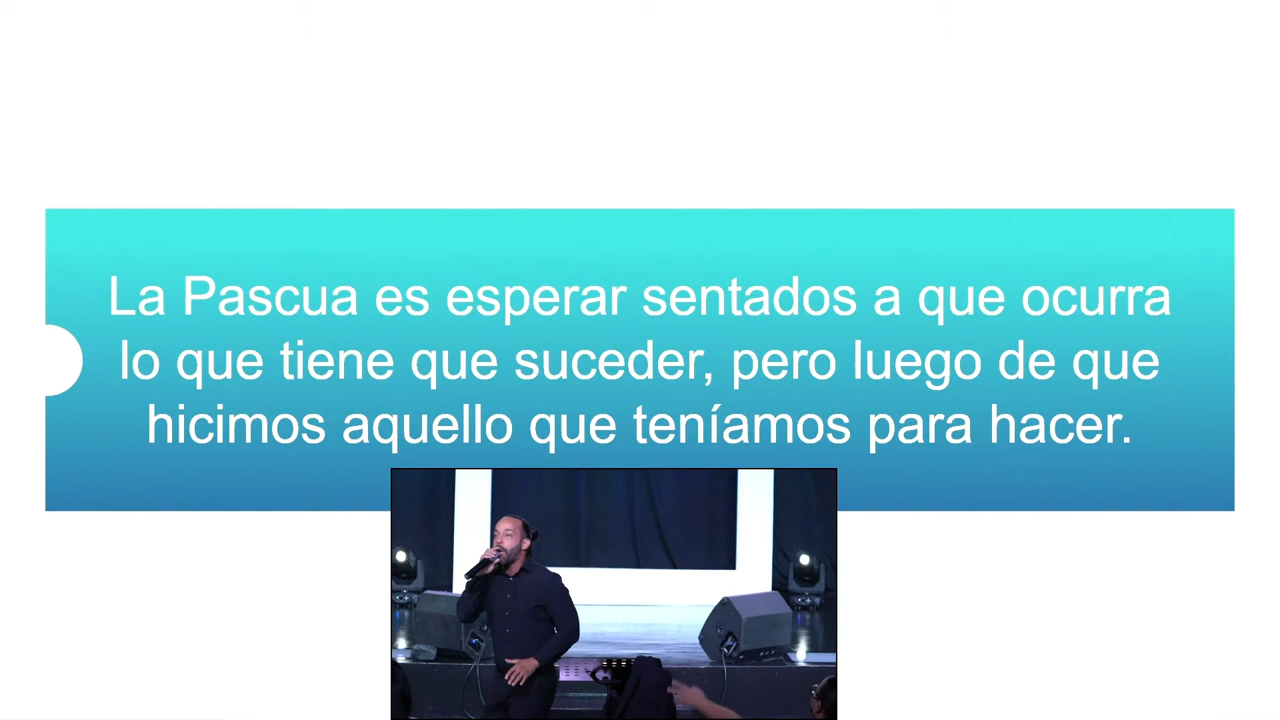 La Pascua es esperar sentados a que ocurra
lo que tiene que suceder, pero luego de que
hicimos aquello que teníamos para hacer.